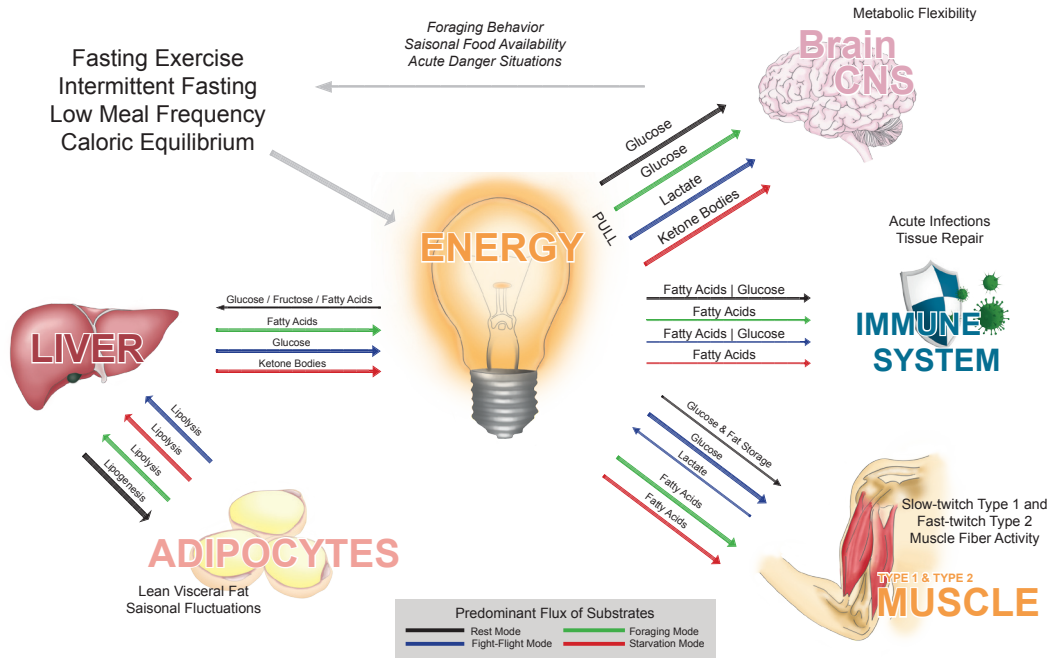 Foraging Behavior
Saisonal Food Availability
Acute Danger Situations
Metabolic Flexibility
Brain
CNS
Fasting Exercise
Intermittent Fasting
Low Meal Frequency
Caloric Equilibrium
Glucose
Glucose
Lactate
Ketone Bodies
PULL
ENERGY
Acute Infections
Tissue Repair
IMMUNE
SYSTEM
Fatty Acids | Glucose
Fatty Acids
Fatty Acids | Glucose
Fatty Acids
Glucose / Fructose / Fatty Acids
Fatty Acids
Glucose
Ketone Bodies
LIVER
Lipolysis
Lipolysis
Lipolysis
Lipogenesis
Glucose & Fat Storage
Glucose
Lactate
Fatty Acids
Fatty Acids
Slow-twitch Type 1 and
Fast-twitch Type 2
Muscle Fiber Activity
TYPE 1 & TYPE 2
MUSCLE
ADIPOCYTES
Lean Visceral Fat
Saisonal Fluctuations
Predominant Flux of Substrates
Rest Mode
Foraging Mode
Fight-Flight Mode
Starvation Mode